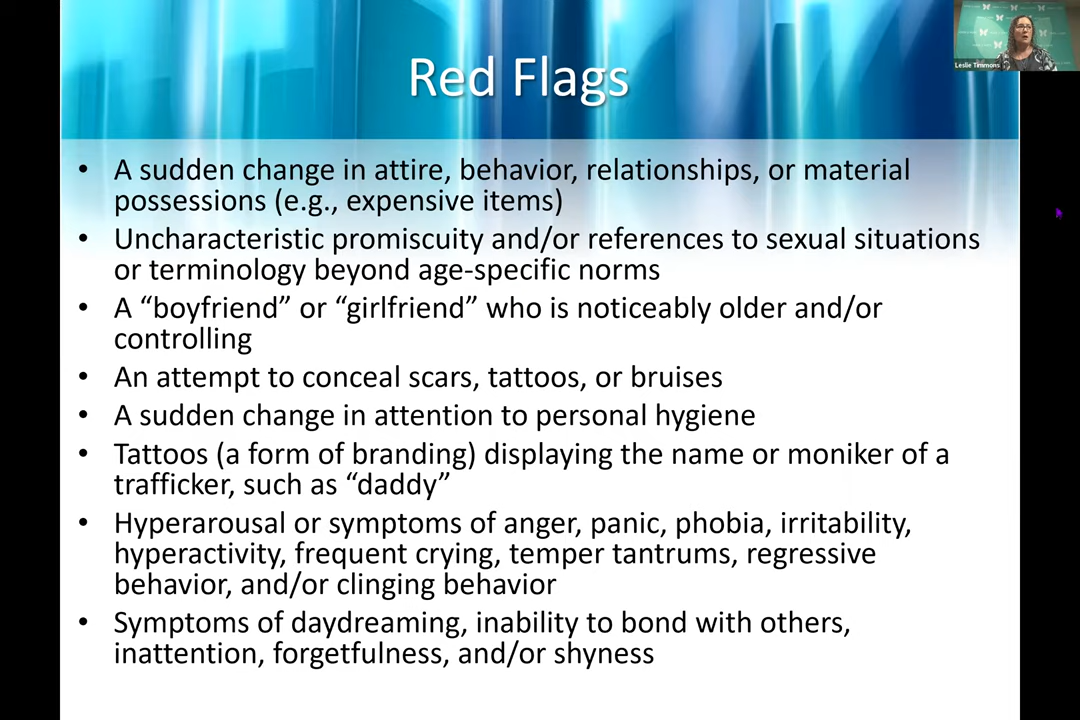 Red Flags
Leslie Timmons
• A sudden change in attire, behavior, relationships, or material
possessions (e.g., expensive items)
• Uncharacteristic promiscuity and/or references to sexual situations
or terminology beyond age-specific norms
• A “boyfriend” or “girlfriend” who is noticeably older and/or
controlling
• An attempt to conceal scars, tattoos, or bruises
• A sudden change in attention to personal hygiene
• Tattoos (a form of branding) displaying the name or moniker of a
trafficker, such as “daddy”
• Hyperarousal or symptoms of anger, panic, phobia, irritability,
hyperactivity, frequent crying, temper tantrums, regressive
behavior, and/or clinging behavior
• Symptoms of daydreaming, inability to bond with others,
inattention, forgetfulness, and/or shyness